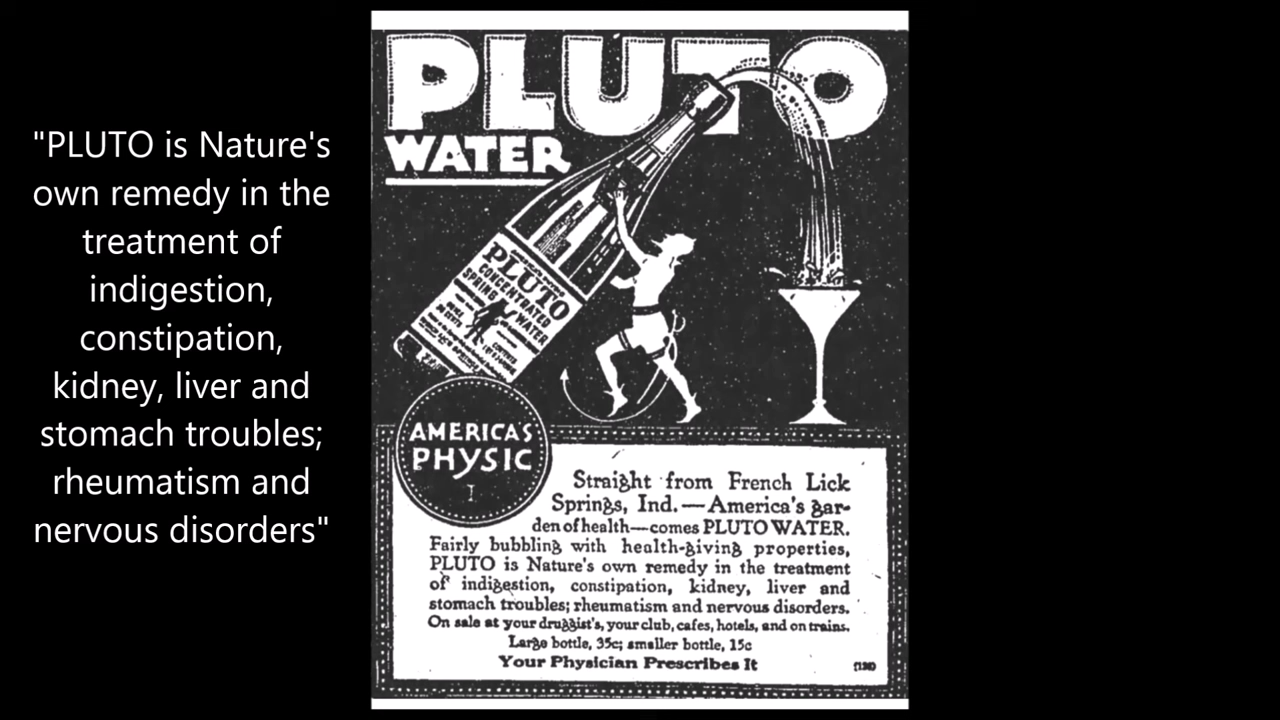 "PLUTO is Nature's
own remedy in the
treatment of
indigestion,
constipation,
kidney, liver and
stomach troubles;
rheumatism and
nervous disorders"
PLUTO
WATER
PLUTO
CONCENTRATED
SPRING WATER
AMERICA'S
PHYSIC
Straight from French Lick
Springs, Ind.—America's gar-
den of health—comes PLUTO WATER.
Fairly bubbling with health-giving properties,
PLUTO is Nature's own remedy in the treatment
of indigestion, constipation, kidney, liver and
stomach troubles; rheumatism and nervous disorders.
On sale at your druggist's, your club, cafes, hotels, and on trains.
Large bottle, 35c; smaller bottle, 15c
Your Physician Prescribes It